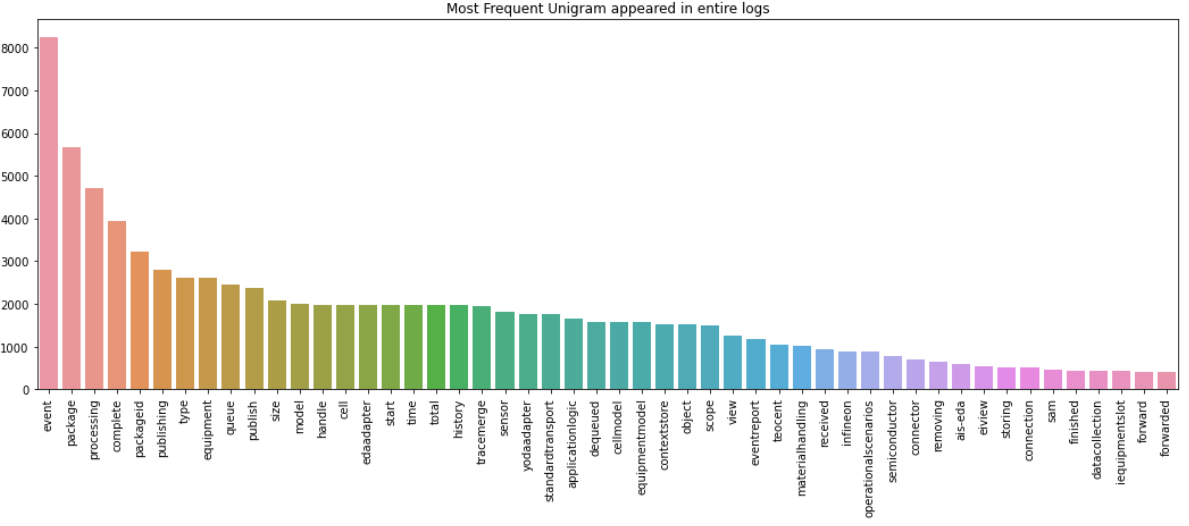 Most Frequent Unigram appeared in entire logs
8000
7000
6000
5000
4000
3000
2000
1000
0
event
package
processing
complete
packageid
publishing
type
equipment
queue
publish
size
model
handle
cell
edaadapter
start
time
total
history
tracemerge
sensor
yodaadapter
standardtransport
applicationlogic
dequeued
cellmodel
equipmentmodel
contextstore
object
scope
view
eventreport
teocent
materialhandling
received
infineon
operationalscenarios
semiconductor
connector
removing
ais-eda
eiview
storing
connection
sam
finished
datacollection
iequipmentslot
forward
forwarded